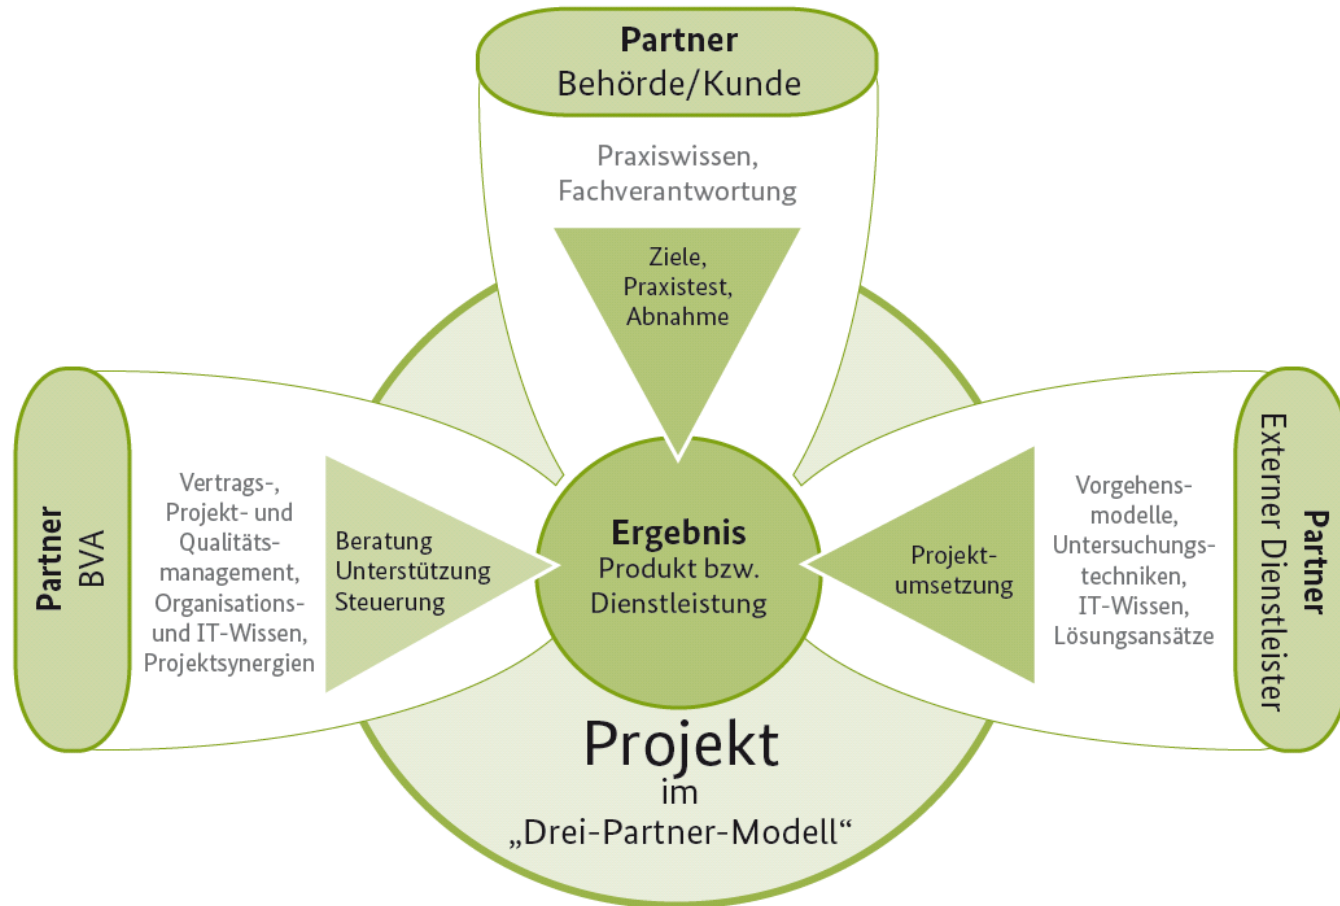 Partner
Behörde/Kunde
Praxiswissen,
Fachverantwortung
Ziele,
Praxistest,
Abnahme
Partner
BVA
Vertrags-,
Projekt- und
Qualitäts-
management,
Organisations-
und IT-Wissen,
Projektsynergien
Beratung
Unterstützung
Steuerung
Ergebnis
Produkt bzw.
Dienstleistung
Projekt-
umsetzung
Vorgehens-
modelle,
Untersuchungs-
techniken,
IT-Wissen,
Lösungsansätze
Partner
Externer Dienstleister
Projekt
im
„Drei-Partner-Modell“